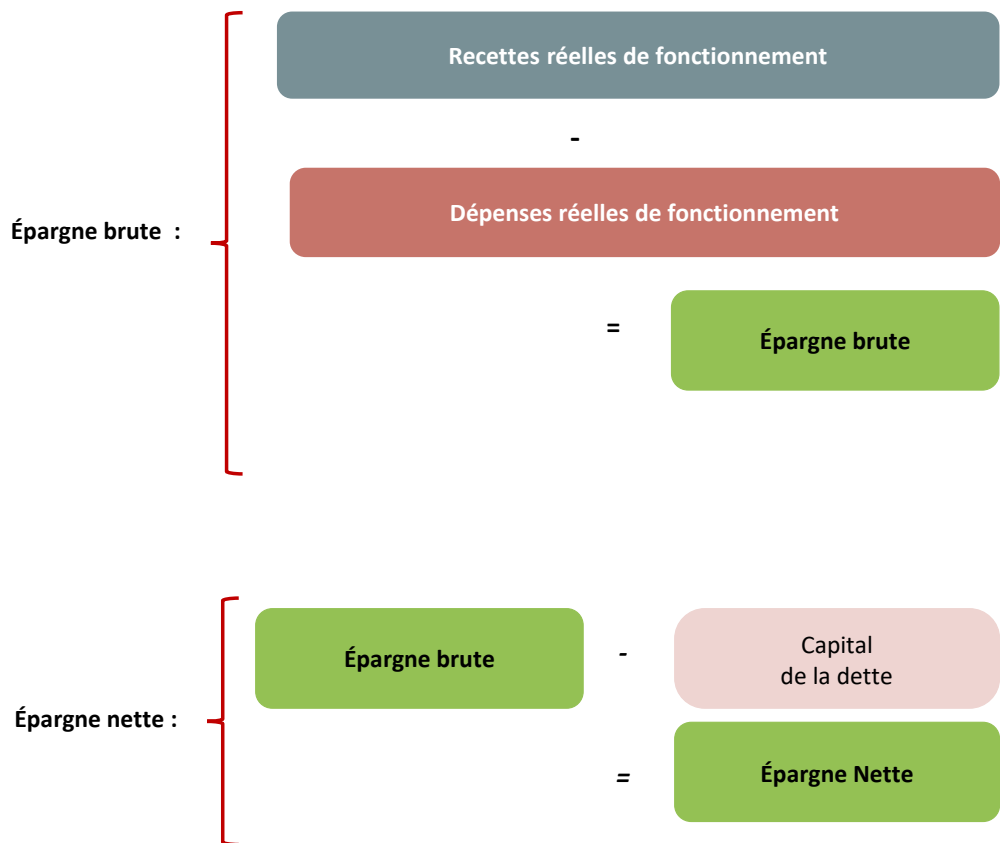 Recettes réelles de fonctionnement
-
Dépenses réelles de fonctionnement
Épargne brute :
=
Épargne brute
Épargne brute
-
Capital
de la dette
Épargne nette :
=
Épargne Nette